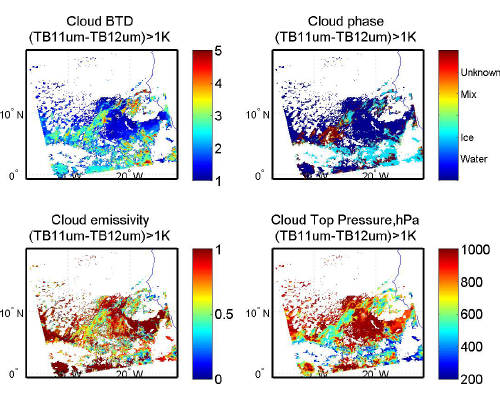 Cloud BTD
(TB11um-TB12um)>1K
5
4
3
2
1
10° N
0°
20° W
Cloud phase
(TB11um-TB12um)>1K
Unknown
Mix
Ice
Water
10° N
0°
20° W
Cloud emissivity
(TB11um-TB12um)>1K
1
0.5
0
10° N
0°
20° W
Cloud Top Pressure,hPa
(TB11um-TB12um)>1K
1000
800
600
400
200
10° N
0°
20° W